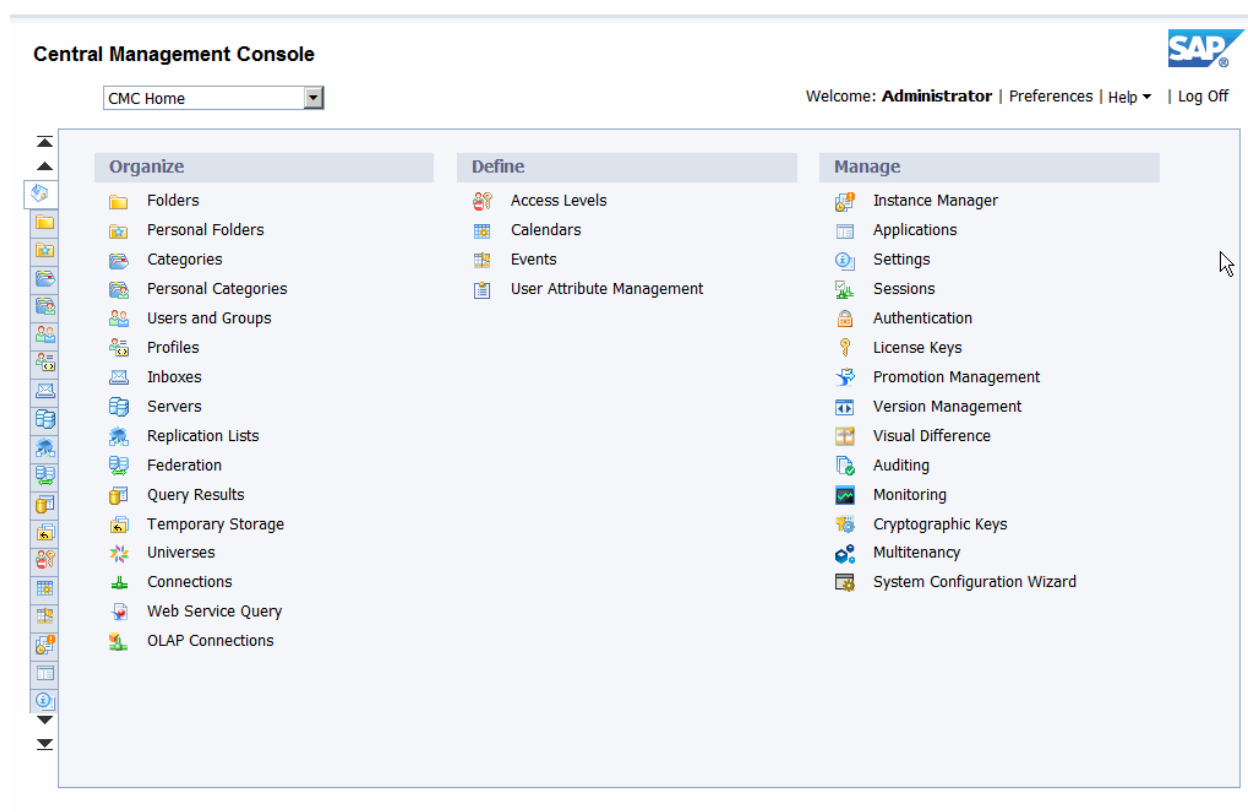 Central Management Console
SAP®
CMC Home
Welcome: Administrator | Preferences | Help | Log Off
Organize
Folders
Personal Folders
Categories
Personal Categories
Users and Groups
Profiles
Inboxes
Servers
Replication Lists
Federation
Query Results
Temporary Storage
Universes
Connections
Web Service Query
OLAP Connections
Define
Access Levels
Calendars
Events
User Attribute Management
Manage
Instance Manager
Applications
Settings
Sessions
Authentication
License Keys
Promotion Management
Version Management
Visual Difference
Auditing
Monitoring
Cryptographic Keys
Multitenancy
System Configuration Wizard